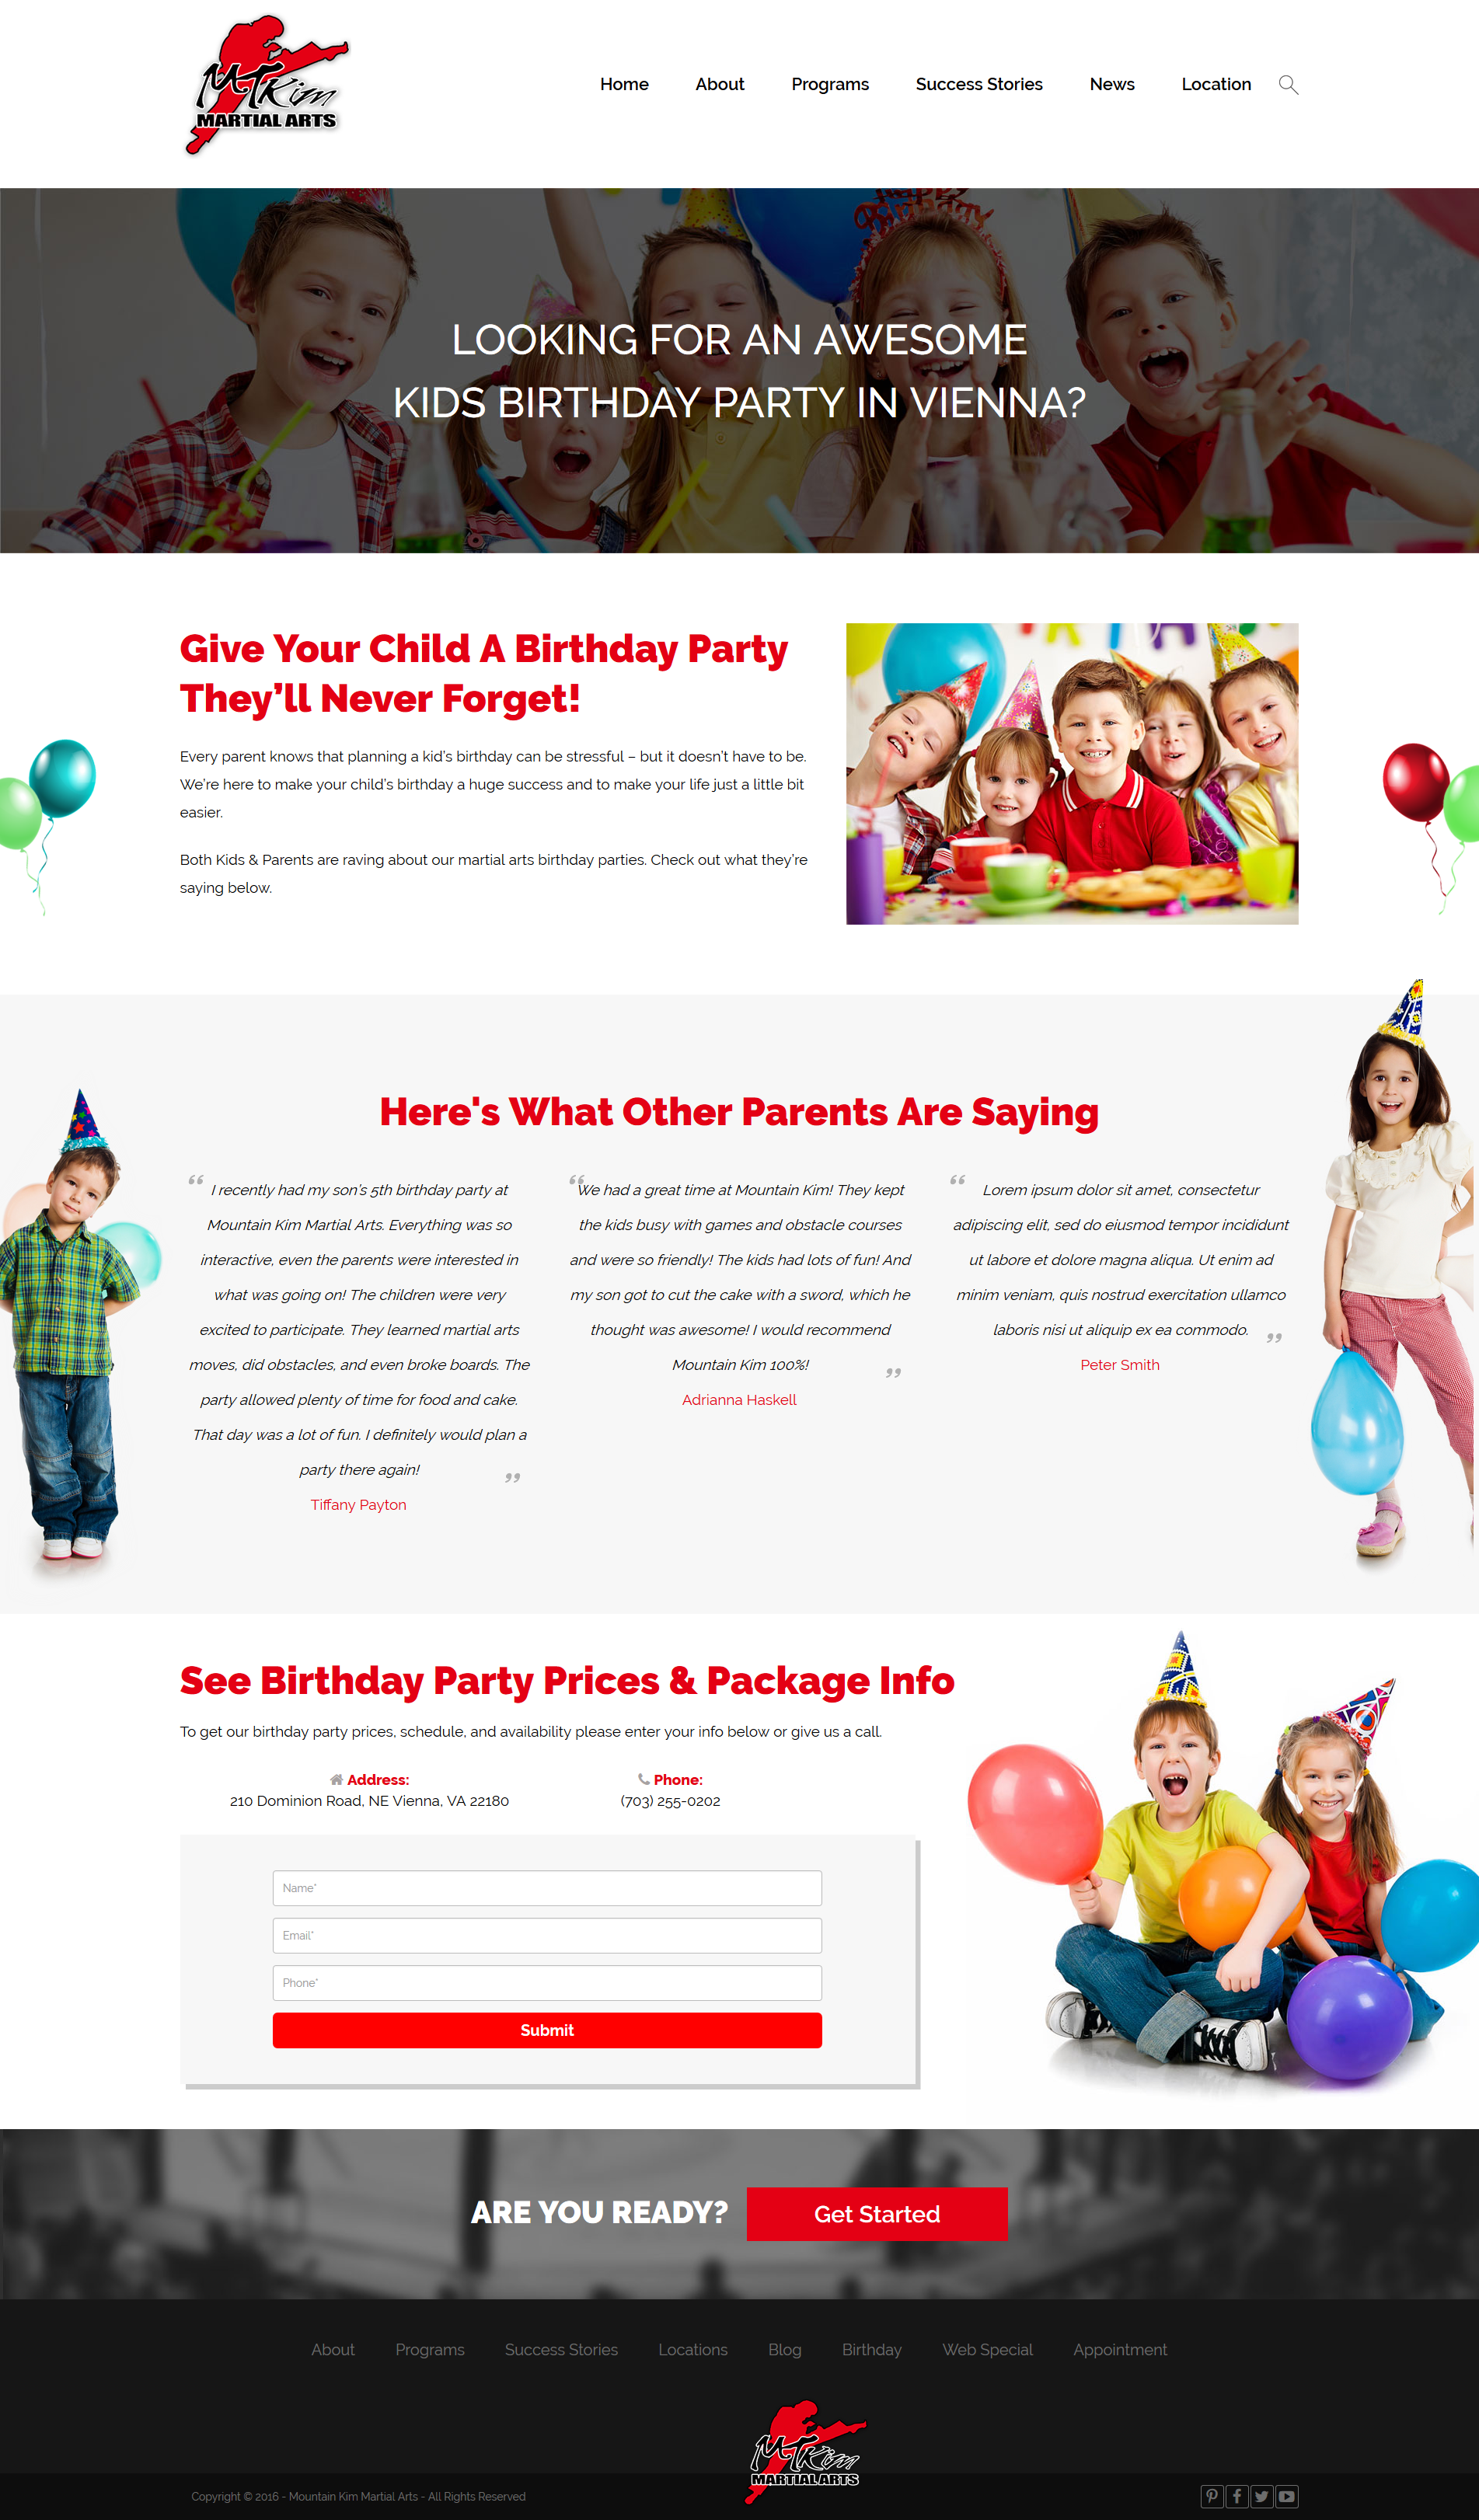 MTKim
MARTIAL ARTS
Home About Programs Success Stories News Location
LOOKING FOR AN AWESOME
KIDS BIRTHDAY PARTY IN VIENNA?
Give Your Child A Birthday Party
They’ll Never Forget!
Every parent knows that planning a kid’s birthday can be stressful – but it doesn’t have to be.
We’re here to make your child’s birthday a huge success and to make your life just a little bit
easier.
Both Kids & Parents are raving about our martial arts birthday parties. Check out what they’re
saying below.
Here's What Other Parents Are Saying
“ I recently had my son’s 5th birthday party at
Mountain Kim Martial Arts. Everything was so
interactive, even the parents were interested in
what was going on! The children were very
excited to participate. They learned martial arts
moves, did obstacles, and even broke boards. The
party allowed plenty of time for food and cake.
That day was a lot of fun. I definitely would plan a
party there again! ”
Tiffany Payton
“ We had a great time at Mountain Kim! They kept
the kids busy with games and obstacle courses
and were so friendly! The kids had lots of fun! And
my son got to cut the cake with a sword, which he
thought was awesome! I would recommend
Mountain Kim 100%! ”
Adrianna Haskell
“ Lorem ipsum dolor sit amet, consectetur
adipiscing elit, sed do eiusmod tempor incididunt
ut labore et dolore magna aliqua. Ut enim ad
minim veniam, quis nostrud exercitation ullamco
laboris nisi ut aliquip ex ea commodo. ”
Peter Smith
See Birthday Party Prices & Package Info
To get our birthday party prices, schedule, and availability please enter your info below or give us a call.
Address:
210 Dominion Road, NE Vienna, VA 22180
Phone:
(703) 255-0202
Name*
Email*
Phone*
Submit
ARE YOU READY? Get Started
About Programs Success Stories Locations Blog Birthday Web Special Appointment
MTKim
MARTIAL ARTS
Copyright © 2016 - Mountain Kim Martial Arts - All Rights Reserved